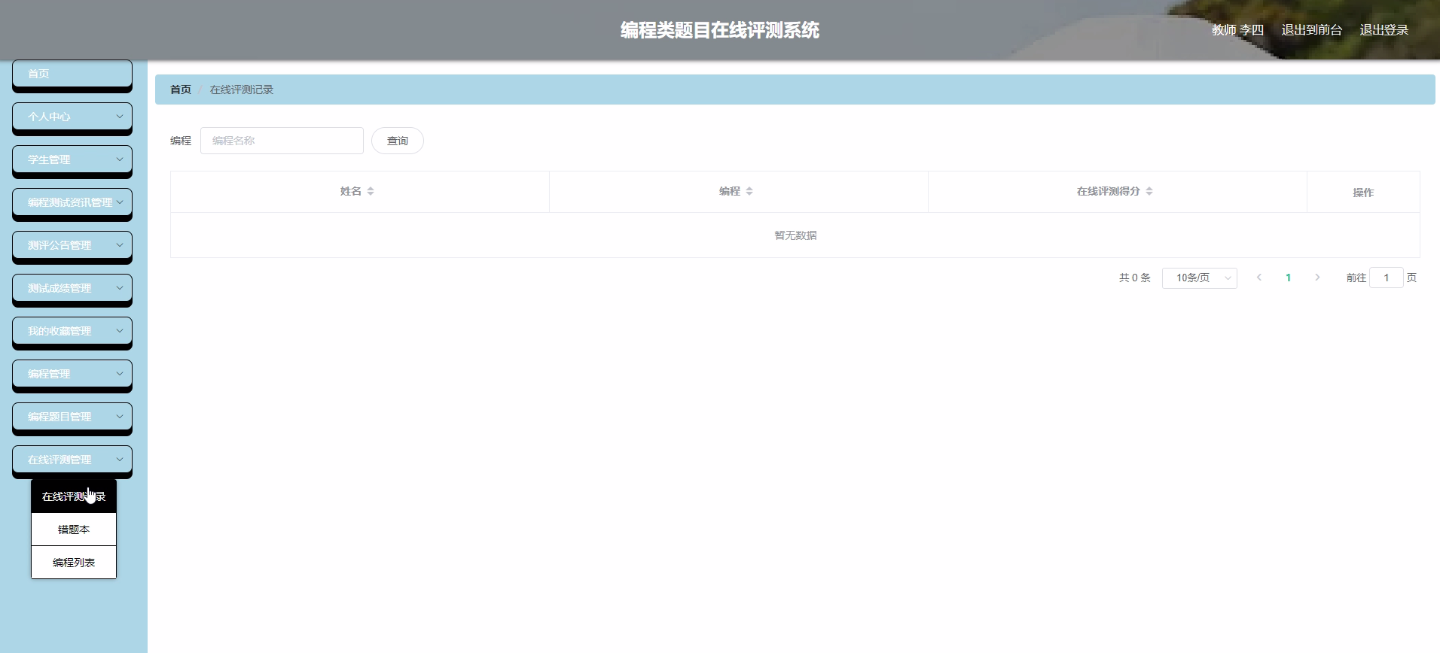 编程类题目在线评测系统
教师 李四 退出到前台 退出登录
首页
个人中心
学生管理
编程测试资讯管理
测评公告管理
测试成绩管理
我的收藏管理
编程管理
编程题目管理
在线评测管理
在线评测记录
错题本
编程列表
首页 / 在线评测记录
编程 编程名称 查询
姓名 编程 在线评测得分 操作
暂无数据
共 0 条 10条/页 1 前往 1 页